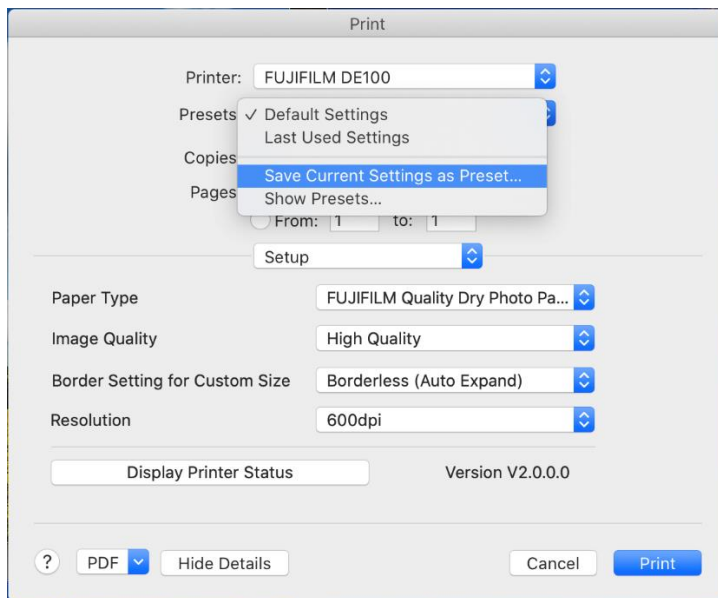 Print
Printer: FUJIFILM DE100
Presets ✓ Default Settings
Last Used Settings
Copies
Save Current Settings as Preset...
Pages
Show Presets...
From: 1 to: 1
Setup
Paper Type FUJIFILM Quality Dry Photo Pa...
Image Quality High Quality
Border Setting for Custom Size Borderless (Auto Expand)
Resolution 600dpi
Display Printer Status Version V2.0.0.0
? PDF Hide Details Cancel Print